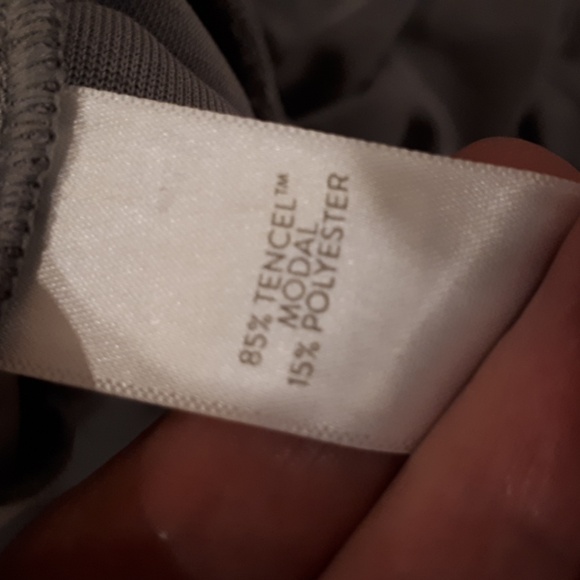 85% TENCEL™
MODAL
15% POLYESTER